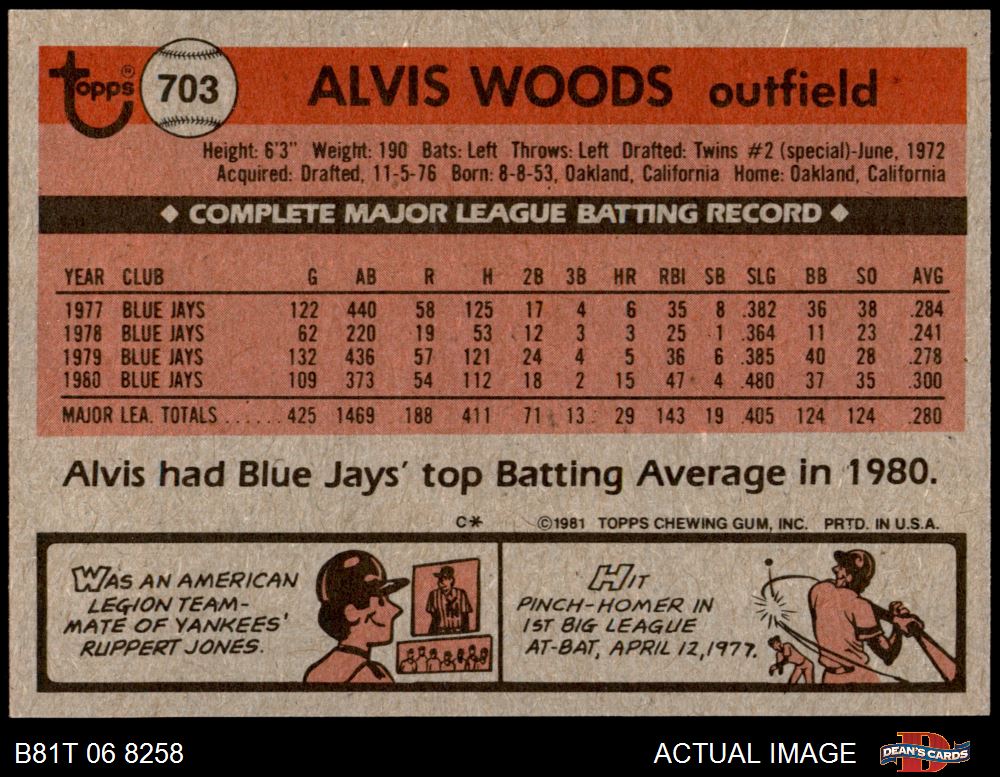 Topps® 703 ALVIS WOODS outfield
Height: 6'3" Weight: 190 Bats: Left Throws: Left Drafted: Twins #2 (special)-June, 1972
Acquired: Drafted, 11-5-76 Born: 8-8-53, Oakland, California Home: Oakland, California
◆ COMPLETE MAJOR LEAGUE BATTING RECORD ◆
YEAR CLUB G AB R H 2B 3B HR RBI SB SLG BB SO AVG
1977 BLUE JAYS 122 440 58 125 17 4 6 35 8 .382 36 38 .284
1978 BLUE JAYS 62 220 19 53 12 3 3 25 1 .364 11 23 .241
1979 BLUE JAYS 132 436 57 121 24 4 5 36 6 .385 40 28 .278
1980 BLUE JAYS 109 373 54 112 18 2 15 47 4 .480 37 35 .300
MAJOR LEA. TOTALS ...... 425 1469 188 411 71 13 29 143 19 .405 124 124 .280
Alvis had Blue Jays' top Batting Average in 1980.
C* ©1981 TOPPS CHEWING GUM, INC. PRTD. IN U.S.A.
WAS AN AMERICAN
LEGION TEAM-
MATE OF YANKEES'
RUPPERT JONES.
HIT
PINCH-HOMER IN
1ST BIG LEAGUE
AT-BAT, APRIL 12, 1977.
B81T 06 8258 ACTUAL IMAGE DEAN'S CARDS